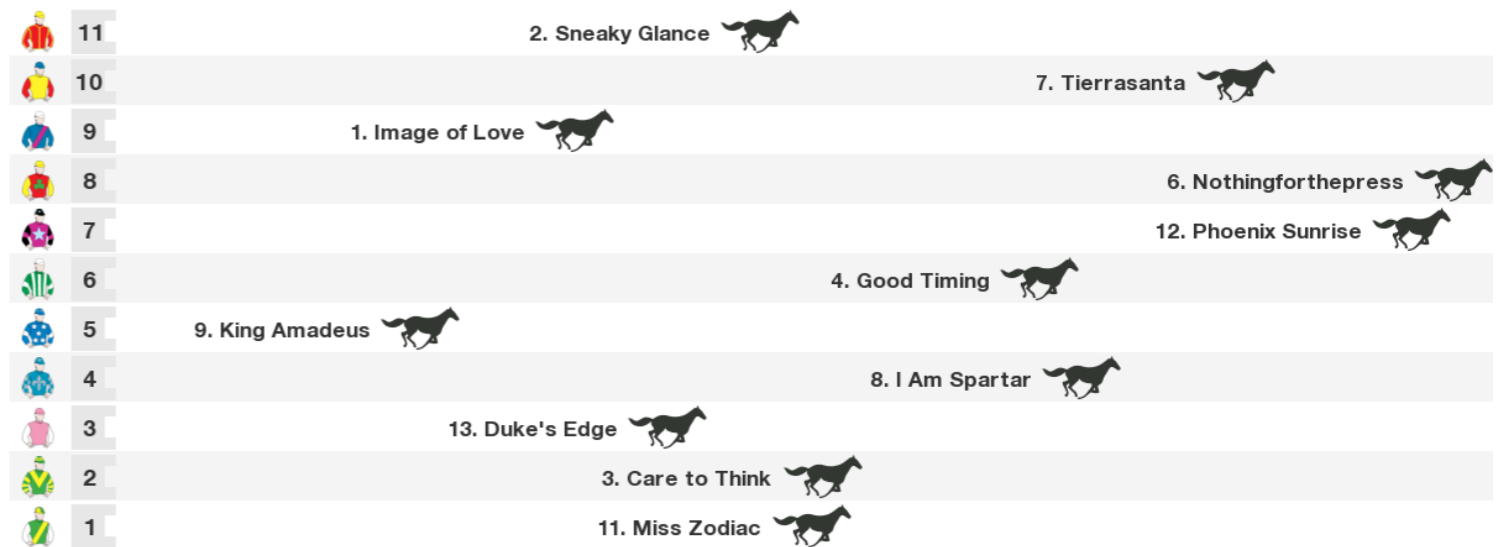 11 2. Sneaky Glance
10 7. Tierrasanta
9 1. Image of Love
8 6. Nothingforthepress
7 12. Phoenix Sunrise
6 4. Good Timing
5 9. King Amadeus
4 8. I Am Spartar
3 13. Duke's Edge
2 3. Care to Think
1 11. Miss Zodiac